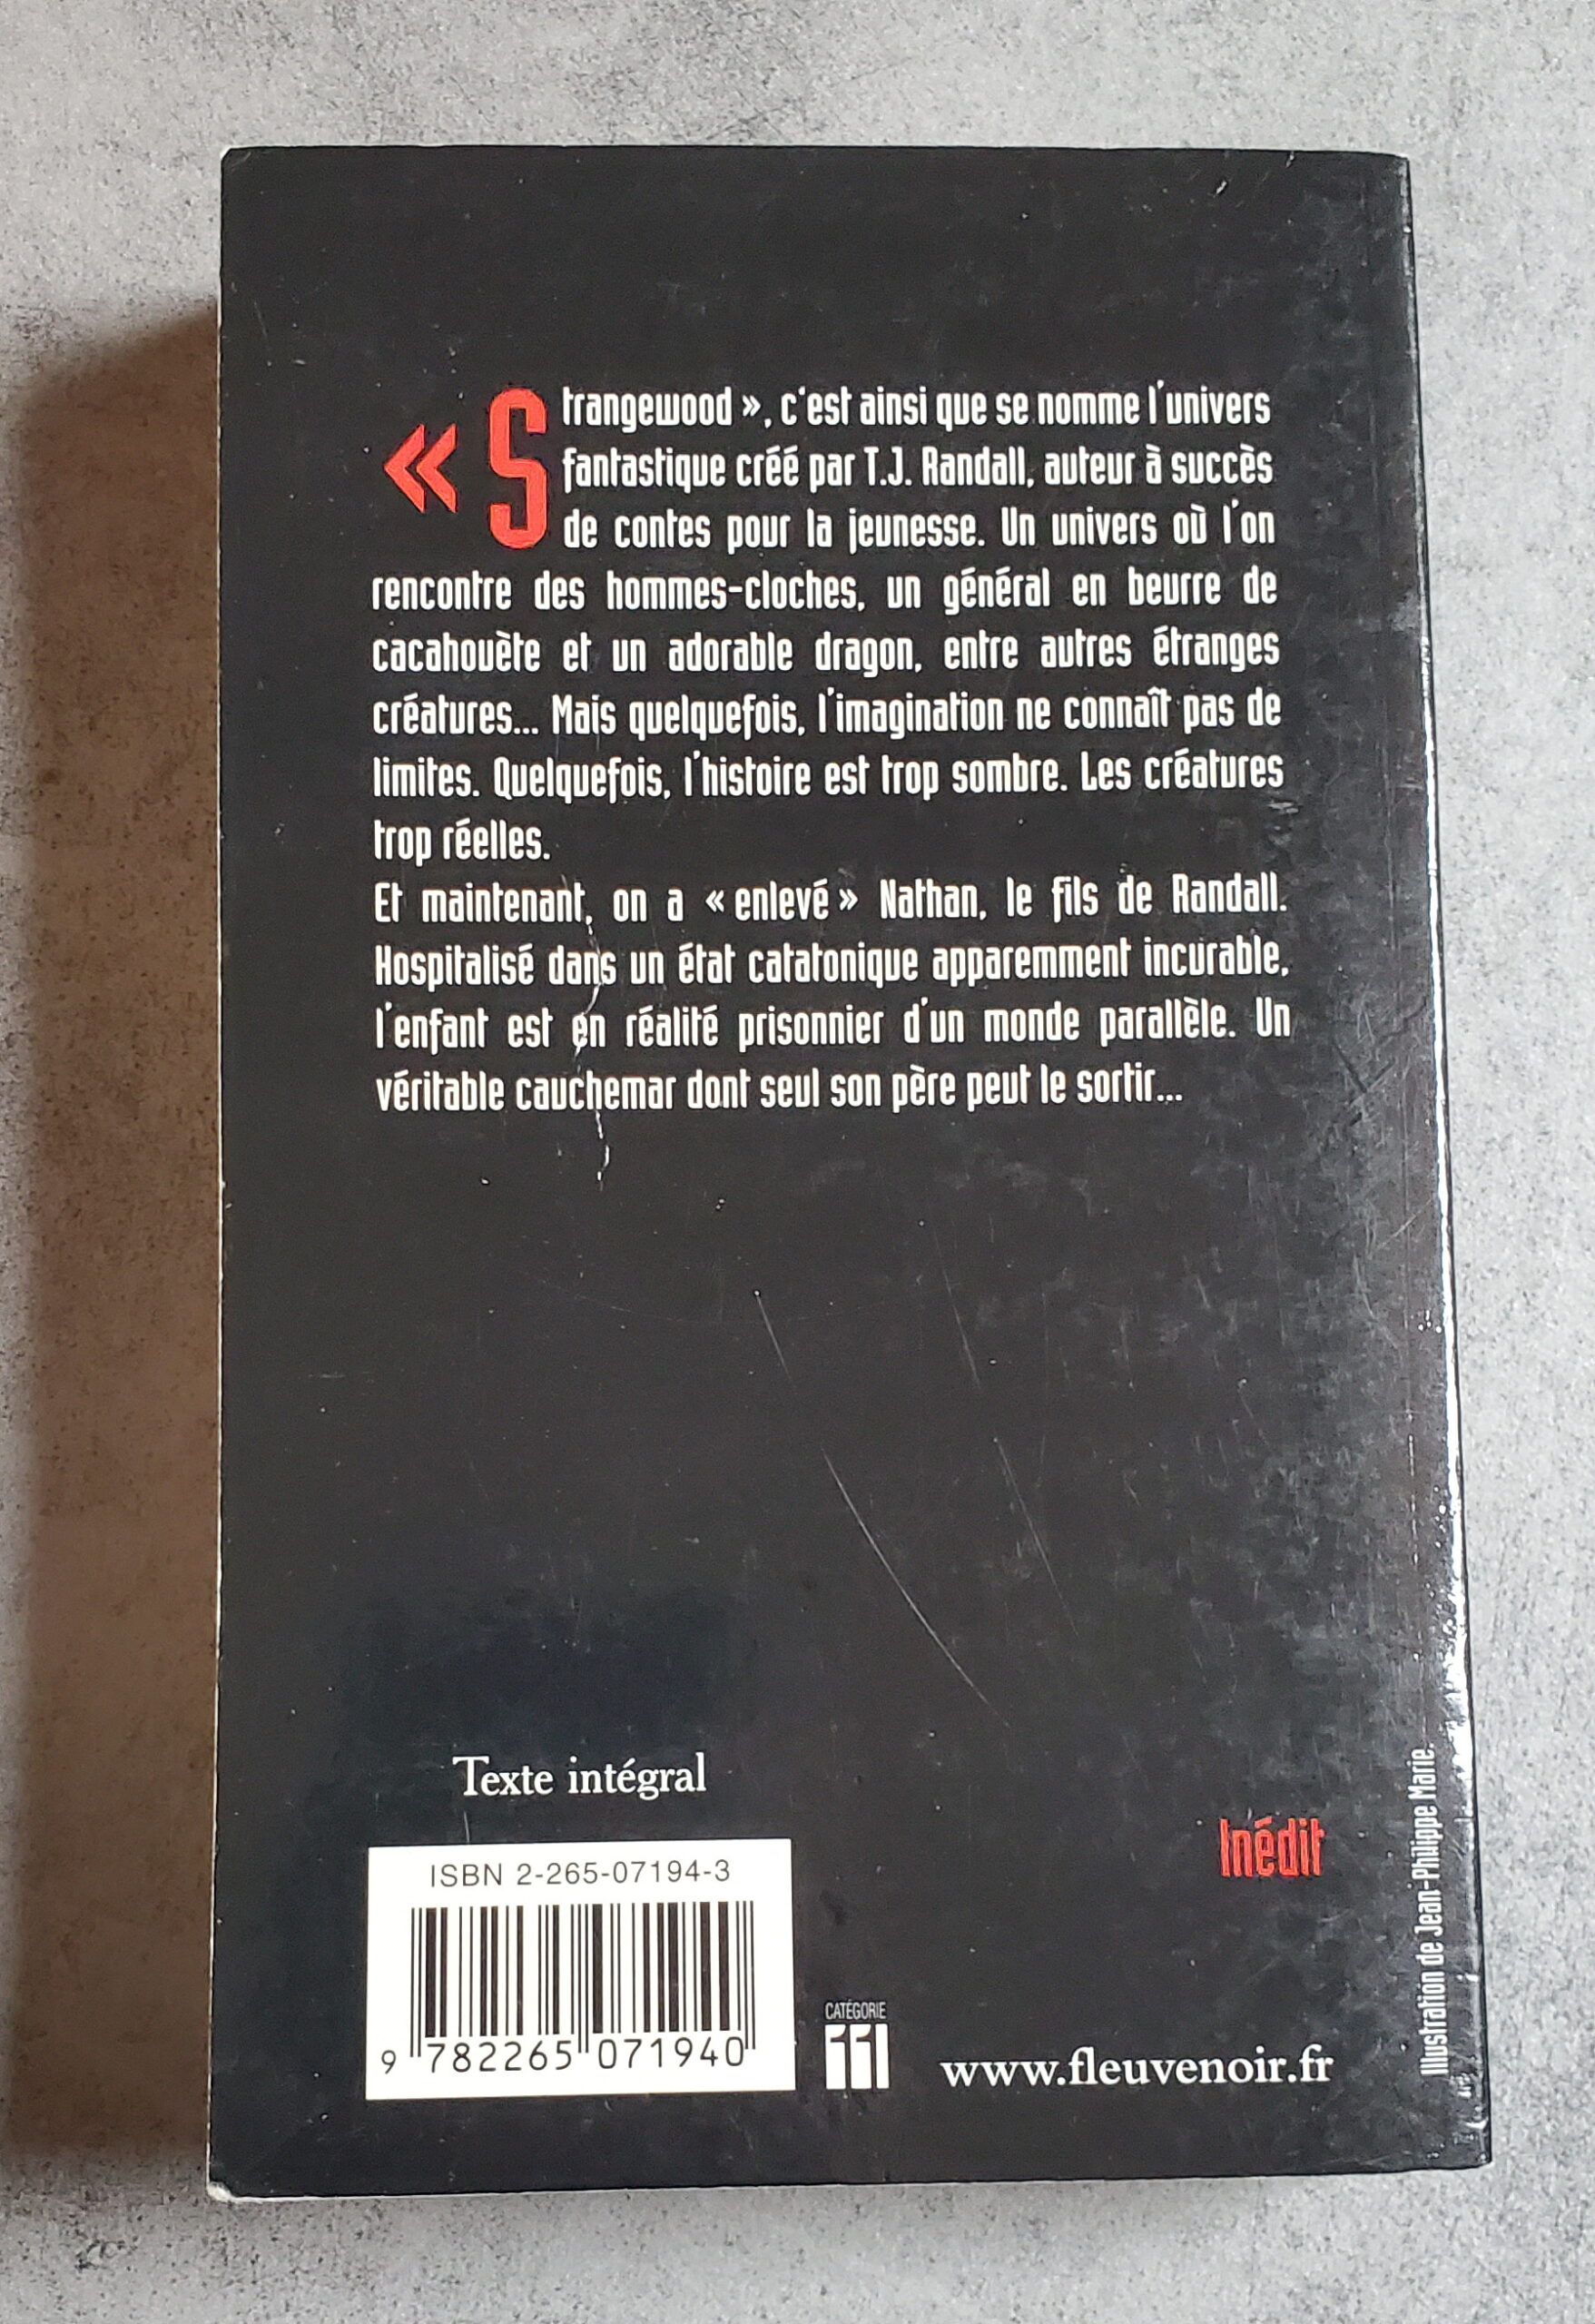 « Strangewood », c'est ainsi que se nomme l'univers
fantastique créé par T.J. Randall, auteur à succès
de contes pour la jeunesse. Un univers où l'on
rencontre des hommes-cloches, un général en beurre de
cacahouète et un adorable dragon, entre autres étranges
créatures... Mais quelquefois, l'imagination ne connaît pas de
limites. Quelquefois, l'histoire est trop sombre. Les créatures
trop réelles.
Et maintenant, on a « enlevé » Nathan, le fils de Randall.
Hospitalisé dans un état catatonique apparemment incurable,
l'enfant est en réalité prisonnier d'un monde parallèle. Un
véritable cauchemar dont seul son père peut le sortir...
Texte intégral
Inédit
ISBN 2-265-07194-3
9 782265 071940
CATÉGORIE
11
www.fleuvenoir.fr
Illustration de Jean-Philippe Marie.